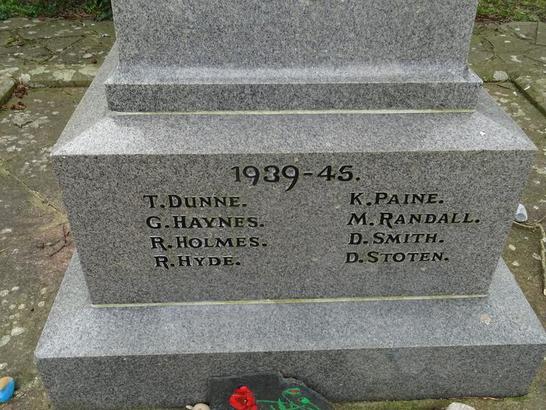 1939-45.
T. DUNNE.
G. HAYNES.
R. HOLMES.
R. HYDE.
K. PAINE.
M. RANDALL.
D. SMITH.
D. STOTEN.